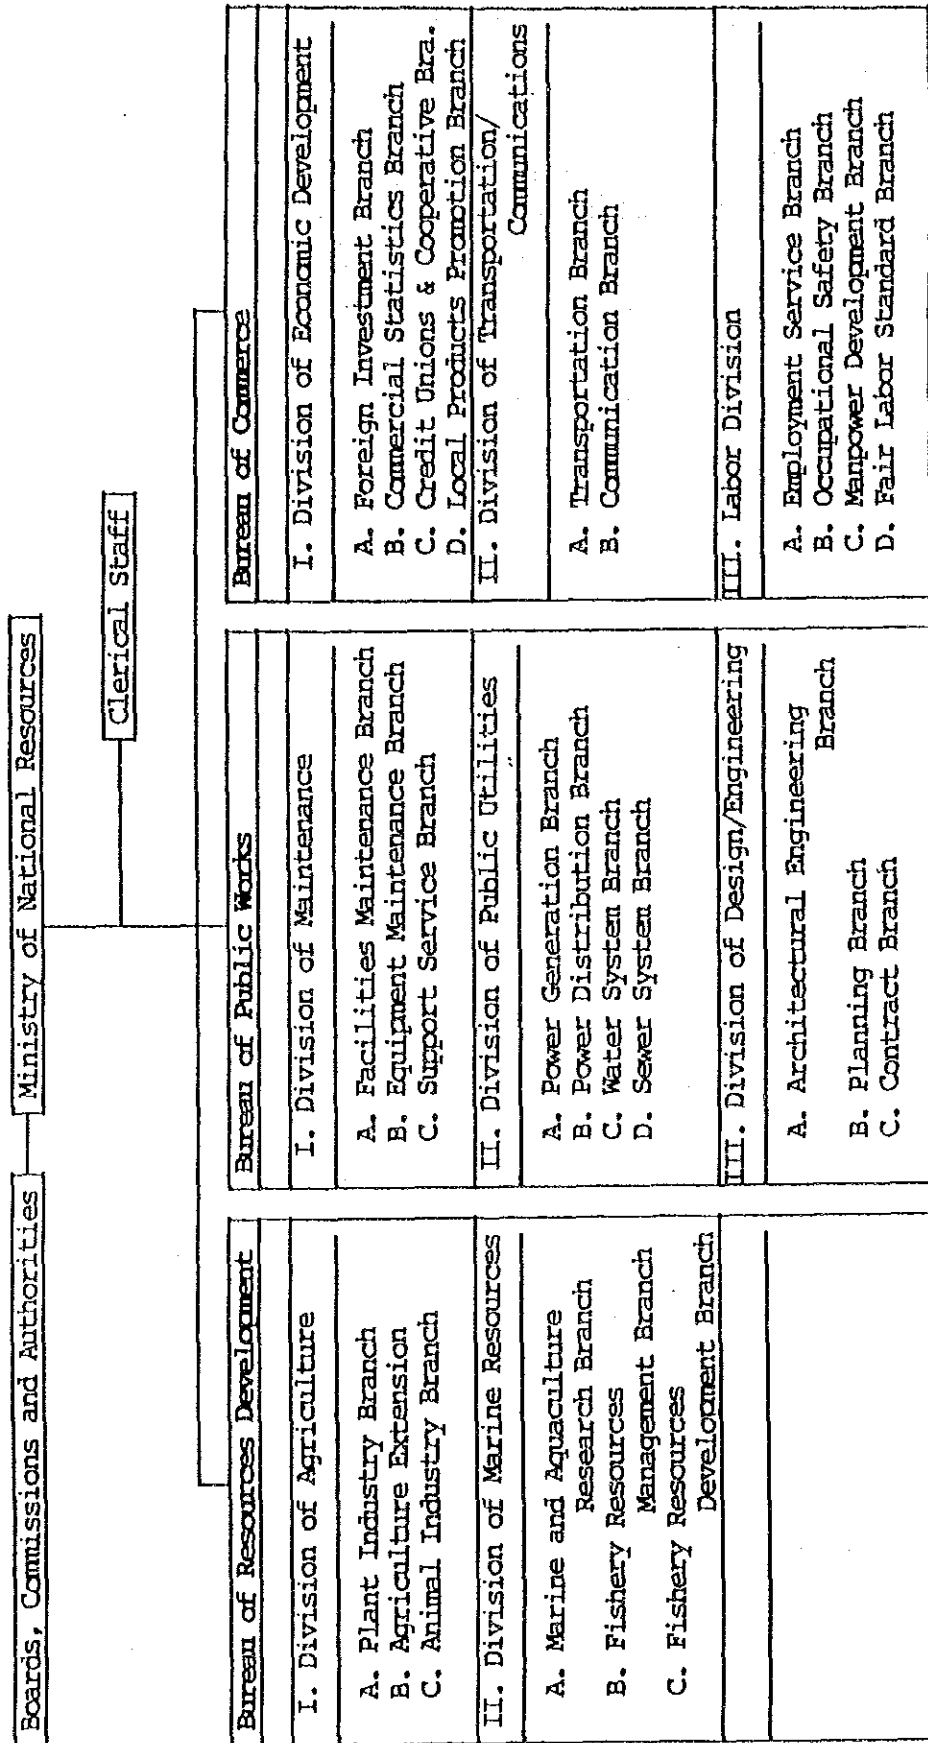 Boards, Commissions and Authorities
Ministry of National Resources
Clerical Staff
Bureau of Resources Development
I. Division of Agriculture
A. Plant Industry Branch
B. Agriculture Extension
C. Animal Industry Branch
II. Division of Marine Resources
A. Marine and Aquaculture
Research Branch
B. Fishery Resources
Management Branch
C. Fishery Resources
Development Branch
Bureau of Public Works
I. Division of Maintenance
A. Facilities Maintenance Branch
B. Equipment Maintenance Branch
C. Support Service Branch
II. Division of Public Utilities
A. Power Generation Branch
B. Power Distribution Branch
C. Water System Branch
D. Sewer System Branch
III. Division of Design/Engineering
A. Architectural Engineering
Branch
B. Planning Branch
C. Contract Branch
Bureau of Commerce
I. Division of Economic Development
A. Foreign Investment Branch
B. Commercial Statistics Branch
C. Credit Unions & Cooperative Bra.
D. Local Products Promotion Branch
II. Division of Transportation/
Communications
A. Transportation Branch
B. Communication Branch
III. Labor Division
A. Employment Service Branch
B. Occupational Safety Branch
C. Manpower Development Branch
D. Fair Labor Standard Branch